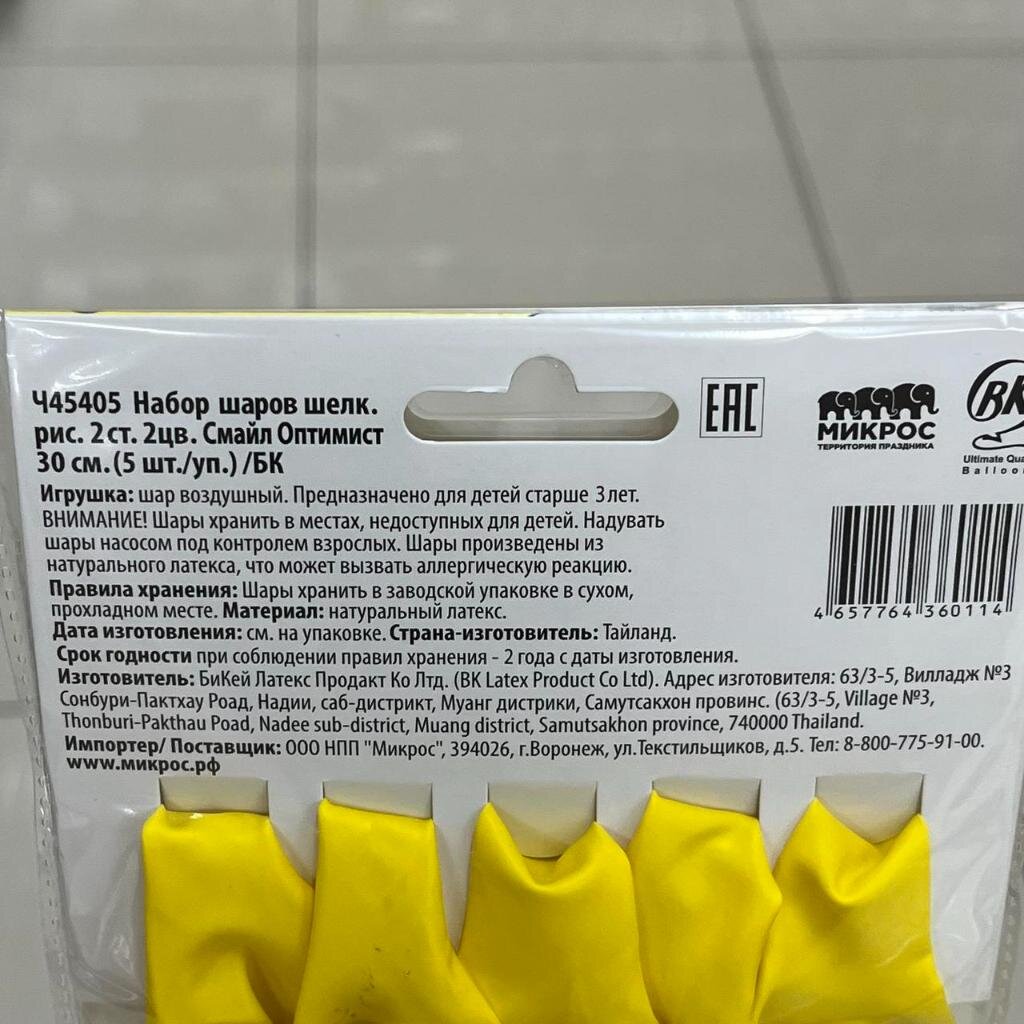 Ч45405 Набор шаров шелк.
рис. 2 ст. 2цв. Смайл Оптимист
30 см. (5 шт./уп.) /БК
EAC
МИКРОС
ТЕРРИТОРИЯ ПРАЗДНИКА
BK
Ultimate
Игрушка: шар воздушный. Предназначено для детей старше 3 лет.
ВНИМАНИЕ! Шары хранить в местах, недоступных для детей. Надувать
шары насосом под контролем взрослых. Шары произведены из
натурального латекса, что может вызвать аллергическую реакцию.
Правила хранения: Шары хранить в заводской упаковке в сухом,
прохладном месте. Материал: натуральный латекс.
Дата изготовления: см. на упаковке. Страна-изготовитель: Тайланд.
Срок годности при соблюдении правил хранения - 2 года с даты изготовления.
Изготовитель: БиКей Латекс Продакт Ко Лтд. (BK Latex Product Co Ltd). Адрес изготовителя: 63/3-5, Вилладж №3
Сонбури-Пактхау Роад, Надии, саб-дистрикт, Муанг дистрики, Самутсакхон провинс. (63/3-5, Village №3,
Thonburi-Pakthau Poad, Nadee sub-district, Muang district, Samutsakhon province, 740000 Thailand.
Импортер/ Поставщик: ООО НПП "Микрос", 394026, г.Воронеж, ул.Текстильщиков, д.5. Тел: 8-800-775-91-00.
www.микрос.рф
4 657764 360114